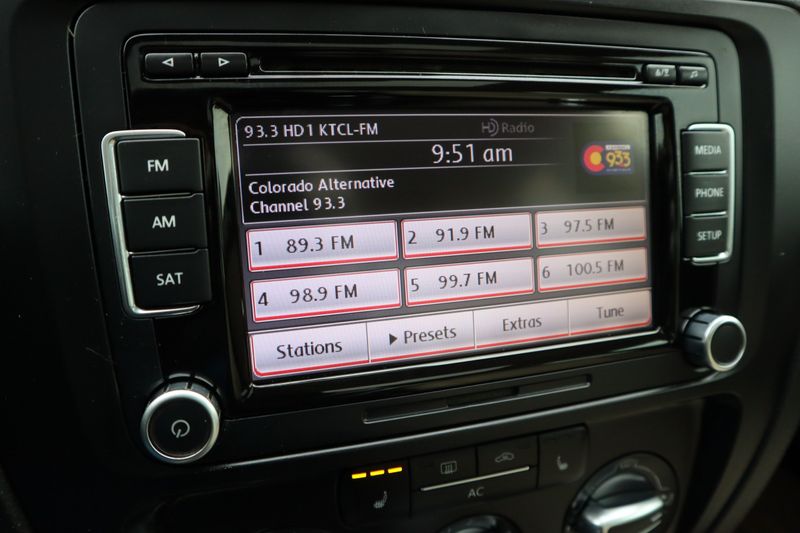 93.3 HD1 KTCL-FM
HD Radio
9:51 am
93.3
Colorado Alternative
Channel 93.3
FM
AM
SAT
MEDIA
PHONE
SETUP
1 89.3 FM
2 91.9 FM
3 97.5 FM
4 98.9 FM
5 99.7 FM
6 100.5 FM
Stations
Presets
Extras
Tune
AC